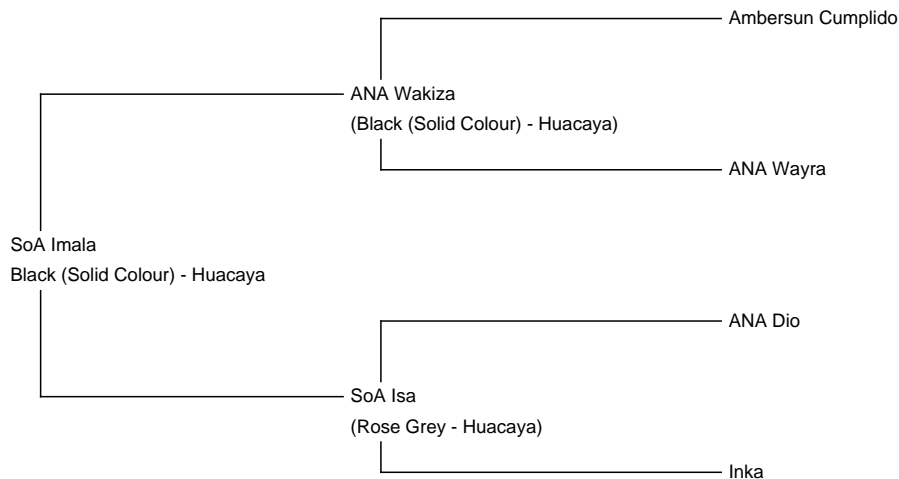 Ambersun Cumplido
ANA Wakiza
(Black (Solid Colour) - Huacaya)
ANA Wayra
SoA Imala
Black (Solid Colour) - Huacaya
ANA Dio
SoA Isa
(Rose Grey - Huacaya)
Inka